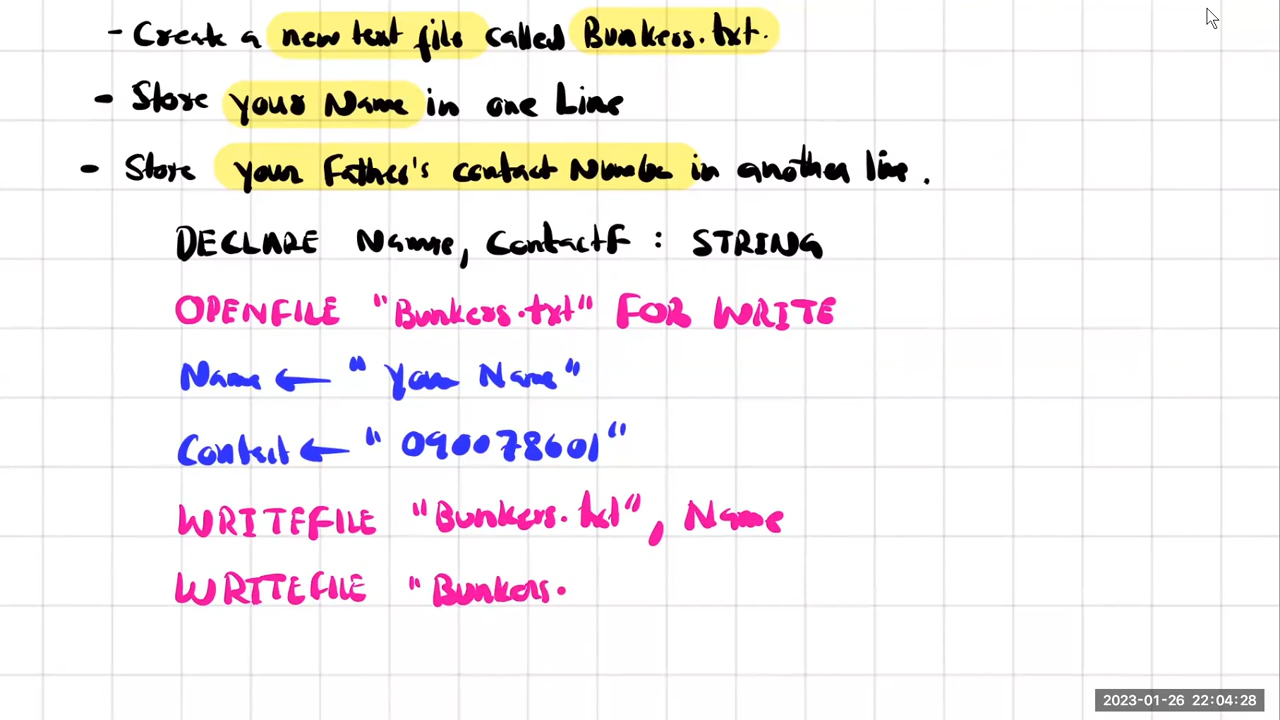 - Create a new text file called Bunkers.txt.
- Store your Name in one Line
- Store your Father's contact Number in another line.
DECLARE Name, ContactF : STRING
OPENFILE "Bunkers.txt" FOR WRITE
Name ← "Your Name"
Contact ← "090078601"
WRITEFILE "Bunkers.txt", Name
WRITEFILE "Bunkers.
2023-01-26 22:04:28